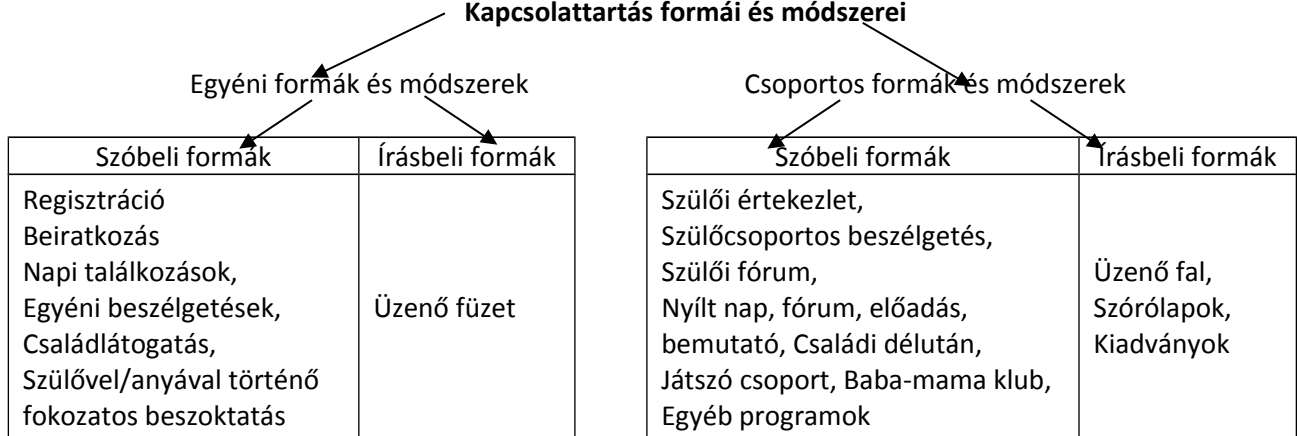 Kapcsolattartás formái és módszerei
Egyéni formák és módszerek
Csoportos formák és módszerek
Szóbeli formák
Írásbeli formák
Regisztráció
Beiratkozás
Napi találkozások,
Egyéni beszélgetések,
Családlátogatás,
Szülővel/anyával történő
fokozatos beszoktatás
Üzenő füzet
Szóbeli formák
Írásbeli formák
Szülői értekezlet,
Szülőcsoportos beszélgetés,
Szülői fórum,
Nyílt nap, fórum, előadás,
bemutató, Családi délután,
Játszó csoport, Baba-mama klub,
Egyéb programok
Üzenő fal,
Szórólapok,
Kiadványok